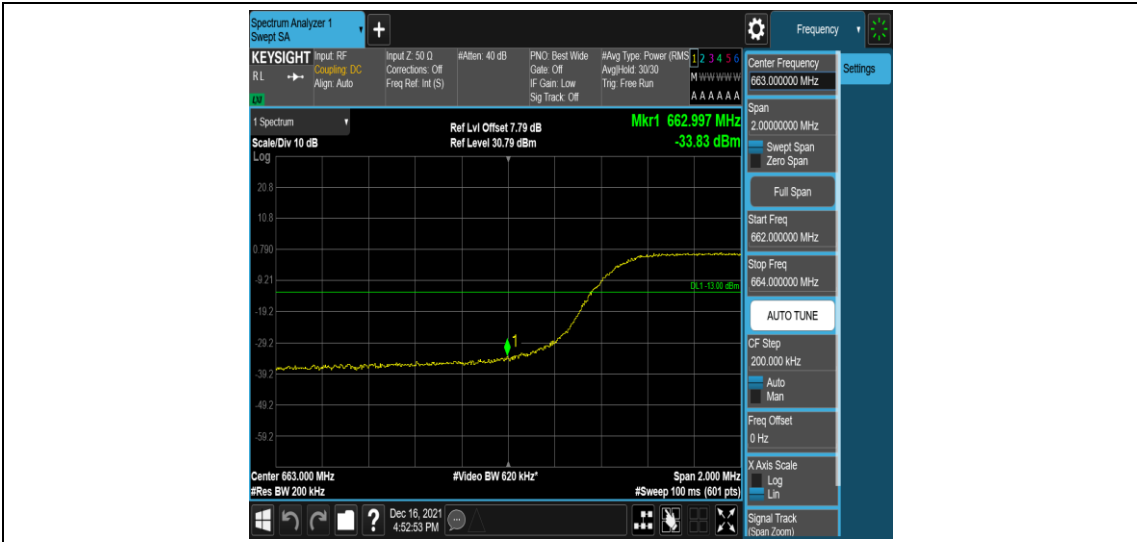 Spectrum Analyzer 1
Swept SA
+
Frequency
KEYSIGHT
RL
LXI
Input: RF
Coupling: DC
Align: Auto
Input Z: 50 Ω
Corrections: Off
Freq Ref: Int (S)
#Atten: 40 dB
PNO: Best Wide
Gate: Off
IF Gain: Low
Sig Track: Off
#Avg Type: Power (RMS
Avg|Hold: 30/30
Trig: Free Run
1 2 3 4 5 6
M W W W W W
A A A A A A
1 Spectrum
Scale/Div 10 dB
Log
Ref Lvl Offset 7.79 dB
Ref Level 30.79 dBm
Mkr1 662.997 MHz
-33.83 dBm
20.8
10.8
0.790
-9.21
-19.2
-29.2
-39.2
-49.2
-59.2
DL1 -13.00 dBm
1
Center 663.000 MHz
#Res BW 200 kHz
#Video BW 620 kHz*
Span 2.000 MHz
#Sweep 100 ms (601 pts)
Dec 16, 2021
4:52:53 PM
?
Center Frequency
663.000000 MHz
Settings
Span
2.00000000 MHz
Swept Span
Zero Span
Full Span
Start Freq
662.000000 MHz
Stop Freq
664.000000 MHz
AUTO TUNE
CF Step
200.000 kHz
Auto
Man
Freq Offset
0 Hz
X Axis Scale
Log
Lin
Signal Track
(Span Zoom)